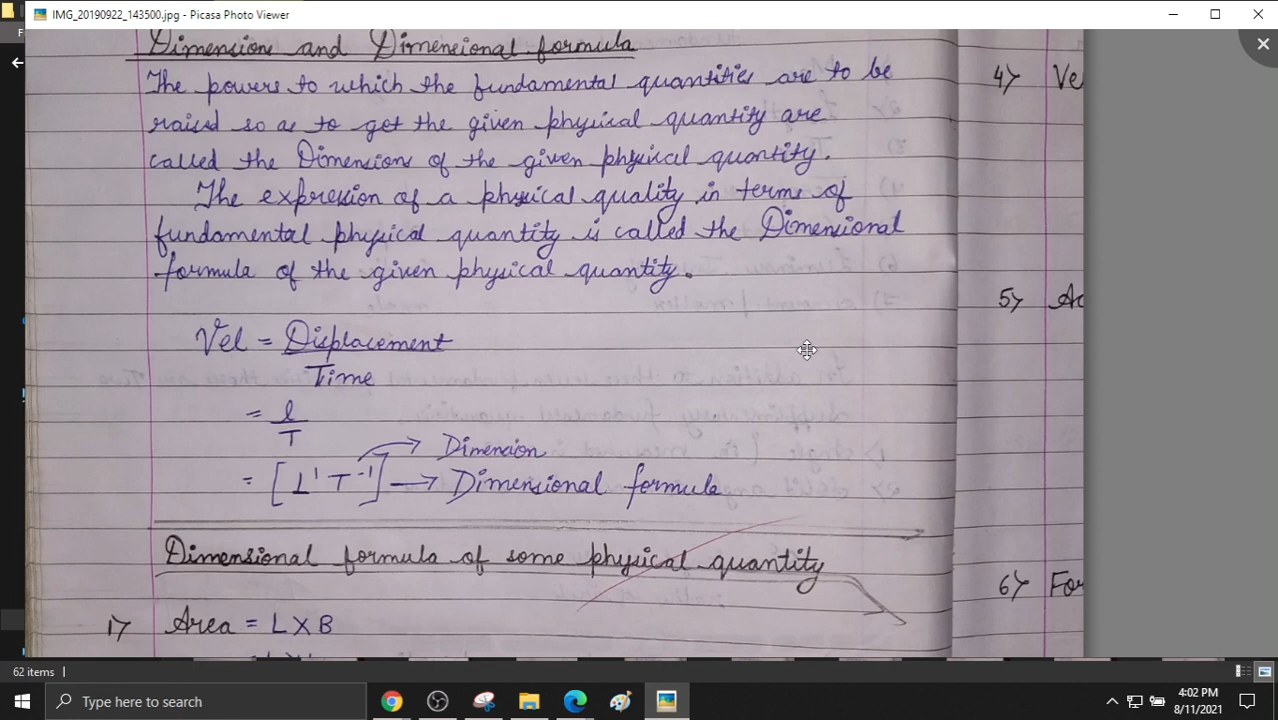 IMG_20190922_143500.jpg - Picasa Photo Viewer
Dimensions and Dimensional formula
The powers to which the fundamental quantities are to be
raised so as to get the given physical quantity are
called the Dimensions of the given physical quantity.
The expression of a physical quality in terms of
fundamental physical quantity is called the Dimensional
formula of the given physical quantity.
Vel = Displacement
Time
= l
T
→ Dimension
= [L¹ T⁻¹] → Dimensional formula
Dimensional formula of some physical quantity
1> Area = L X B
4> Ve
5> Ac
6> For
62 items
Type here to search
4:02 PM
8/11/2021